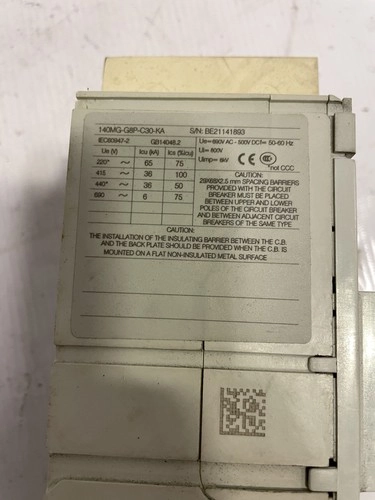 140MG-G8P-C30-KA S/N: BE21141893
IEC60947-2 GB14048.2
Ue (V) Icu (kA) Ics (%Icu)
220* ~ 65 75
415 ~ 36 100
440* ~ 36 50
690 ~ 6 75
Ue=690V AC - 500V DC f= 50-60 Hz
Ui= 800V
Uimp= 8kV
*not CCC
CAUTION:
29X68X2.5 mm SPACING BARRIERS
PROVIDED WITH THE CIRCUIT
BREAKER MUST BE PLACED
BETWEEN UPPER AND LOWER
POLES OF THE CIRCUIT BREAKER
AND BETWEEN ADJACENT CIRCUIT
BREAKERS OF THE SAME TYPE
CAUTION:
THE INSTALLATION OF THE INSULATING BARRIER BETWEEN THE C.B.
AND THE BACK PLATE SHOULD BE PROVIDED WHEN THE C.B. IS
MOUNTED ON A FLAT NON-INSULATED METAL SURFACE